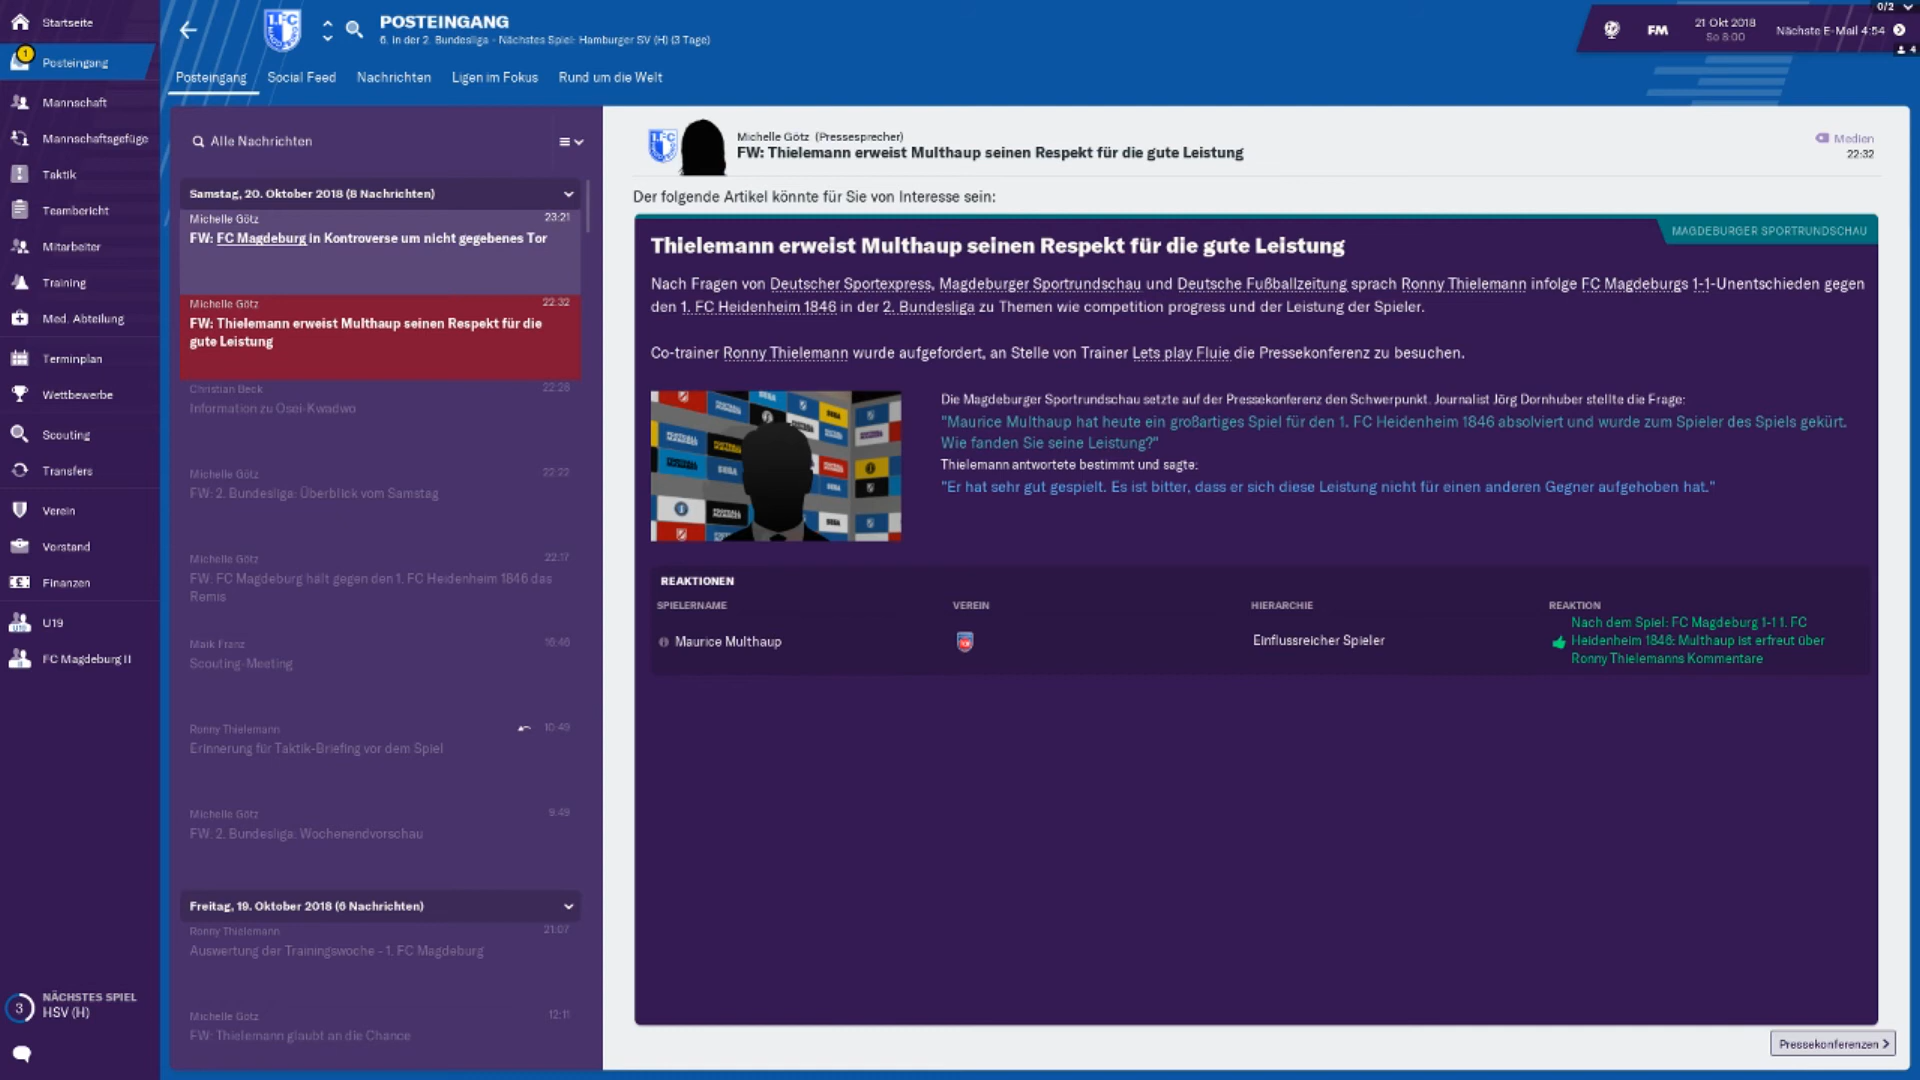 Startseite
1
Posteingang
Mannschaft
Mannschaftsgefüge
Taktik
Teambericht
Mitarbeiter
Training
Med. Abteilung
Terminplan
Wettbewerbe
Scouting
Transfers
Verein
Vorstand
Finanzen
U19
FC Magdeburg II
3
NÄCHSTES SPIEL
HSV (H)
POSTEINGANG
6. in der 2. Bundesliga - Nächstes Spiel: Hamburger SV (H) (3 Tage)
Posteingang Social Feed Nachrichten Ligen im Fokus Rund um die Welt
0/2
FM
21 Okt 2018
So 8:00
Nächste E-Mail 4:54
4
Alle Nachrichten
Samstag, 20. Oktober 2018 (8 Nachrichten)
Michelle Götz 23:21
FW: FC Magdeburg in Kontroverse um nicht gegebenes Tor
Michelle Götz 22:32
FW: Thielemann erweist Multhaup seinen Respekt für die
gute Leistung
Christian Beck 22:28
Information zu Osei-Kwadwo
Michelle Götz 22:22
FW: 2. Bundesliga: Überblick vom Samstag
Michelle Götz 22:17
FW: FC Magdeburg hält gegen den 1. FC Heidenheim 1846 das
Remis
Maik Franz 16:46
Scouting-Meeting
Ronny Thielemann 10:49
Erinnerung für Taktik-Briefing vor dem Spiel
Michelle Götz 9:49
FW: 2. Bundesliga: Wochenendvorschau
Freitag, 19. Oktober 2018 (6 Nachrichten)
Ronny Thielemann 21:07
Auswertung der Trainingswoche - 1. FC Magdeburg
Michelle Götz 12:11
FW: Thielemann glaubt an die Chance
Michelle Götz (Pressesprecher)
FW: Thielemann erweist Multhaup seinen Respekt für die gute Leistung
Medien
22:32
Der folgende Artikel könnte für Sie von Interesse sein:
MAGDEBURGER SPORTRUNDSCHAU
Thielemann erweist Multhaup seinen Respekt für die gute Leistung
Nach Fragen von Deutscher Sportexpress, Magdeburger Sportrundschau und Deutsche Fußballzeitung sprach Ronny Thielemann infolge FC Magdeburgs 1-1-Unentschieden gegen
den 1. FC Heidenheim 1846 in der 2. Bundesliga zu Themen wie competition progress und der Leistung der Spieler.
Co-trainer Ronny Thielemann wurde aufgefordert, an Stelle von Trainer Lets play Fluie die Pressekonferenz zu besuchen.
Die Magdeburger Sportrundschau setzte auf der Pressekonferenz den Schwerpunkt. Journalist Jörg Dornhuber stellte die Frage:
"Maurice Multhaup hat heute ein großartiges Spiel für den 1. FC Heidenheim 1846 absolviert und wurde zum Spieler des Spiels gekürt.
Wie fanden Sie seine Leistung?"
Thielemann antwortete bestimmt und sagte:
"Er hat sehr gut gespielt. Es ist bitter, dass er sich diese Leistung nicht für einen anderen Gegner aufgehoben hat."
REAKTIONEN
SPIELERNAME VEREIN HIERARCHIE REAKTION
Maurice Multhaup Einflussreicher Spieler
Nach dem Spiel: FC Magdeburg 1-1 1. FC
Heidenheim 1846: Multhaup ist erfreut über
Ronny Thielemanns Kommentare
Pressekonferenzen